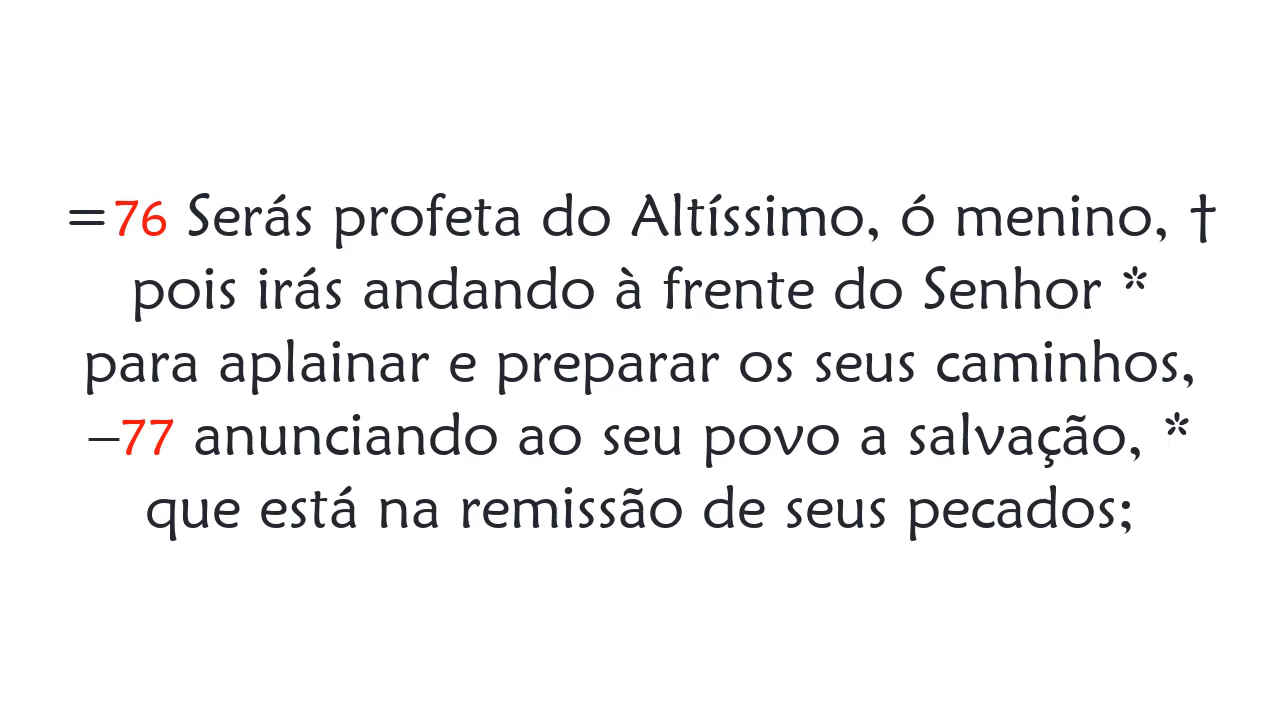 =76 Serás profeta do Altíssimo, ó menino, †
pois irás andando à frente do Senhor *
para aplainar e preparar os seus caminhos,
–77 anunciando ao seu povo a salvação, *
que está na remissão de seus pecados;